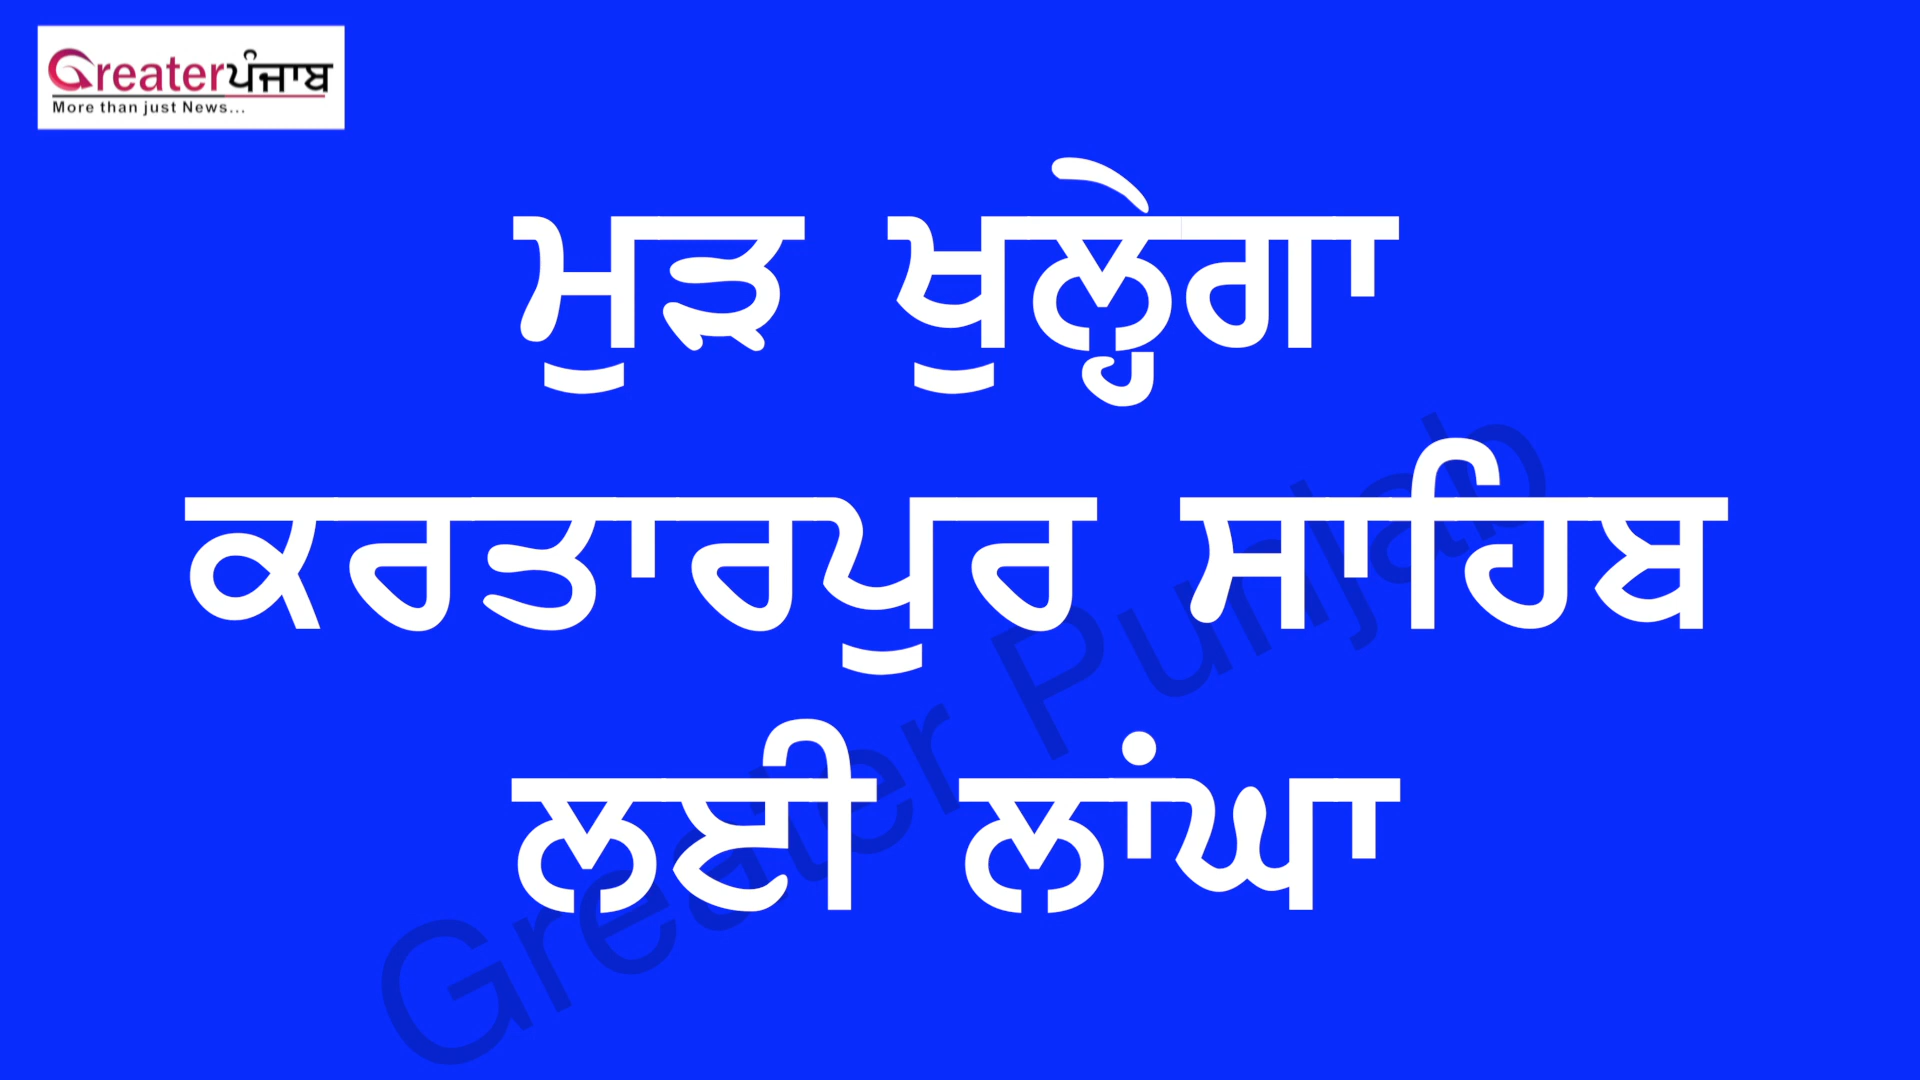 Greaterਪੰਜਾਬ
More than just News...
ਮੁੜ ਖੁਲ੍ਹੇਗਾ
ਕਰਤਾਰਪੁਰ ਸਾਹਿਬ
ਲਈ ਲਾਂਘਾ
Greater Punjab